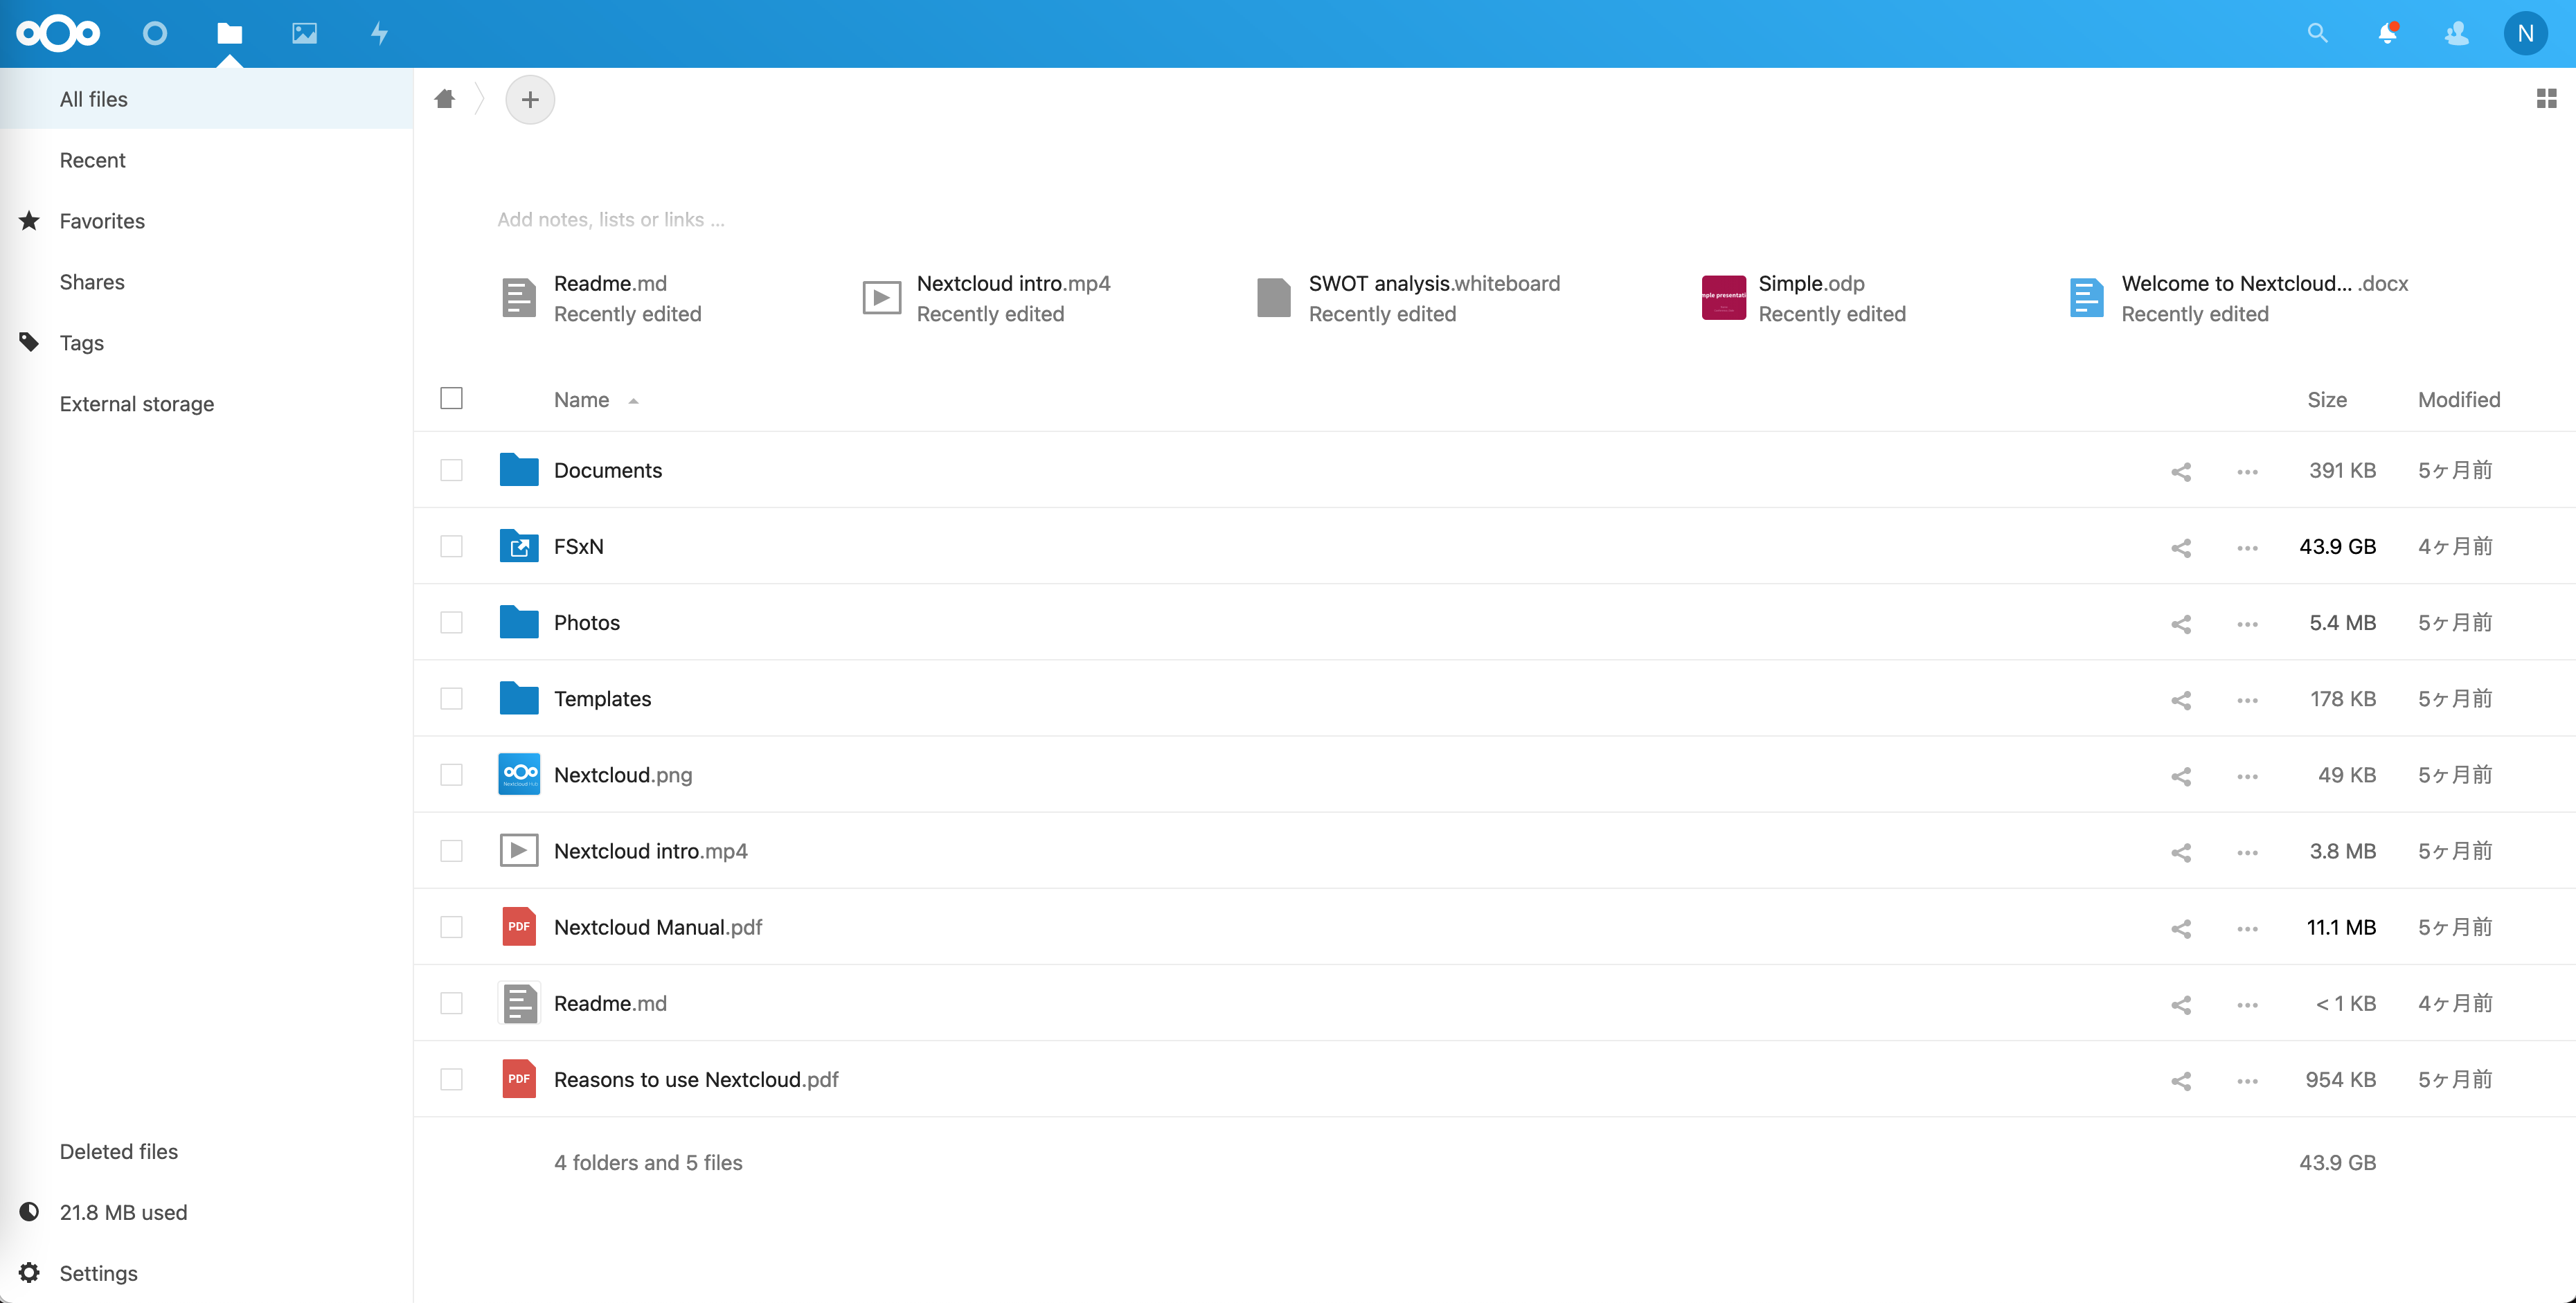 N
All files
Recent
Favorites
Shares
Tags
External storage
Deleted files
21.8 MB used
Settings
Add notes, lists or links ...
Readme.md
Recently edited
Nextcloud intro.mp4
Recently edited
SWOT analysis.whiteboard
Recently edited
Simple.odp
Recently edited
Welcome to Nextcloud... .docx
Recently edited
Name Size Modified
Documents 391 KB 5ヶ月前
FSxN 43.9 GB 4ヶ月前
Photos 5.4 MB 5ヶ月前
Templates 178 KB 5ヶ月前
Nextcloud.png 49 KB 5ヶ月前
Nextcloud intro.mp4 3.8 MB 5ヶ月前
PDF Nextcloud Manual.pdf 11.1 MB 5ヶ月前
Readme.md < 1 KB 4ヶ月前
PDF Reasons to use Nextcloud.pdf 954 KB 5ヶ月前
4 folders and 5 files 43.9 GB